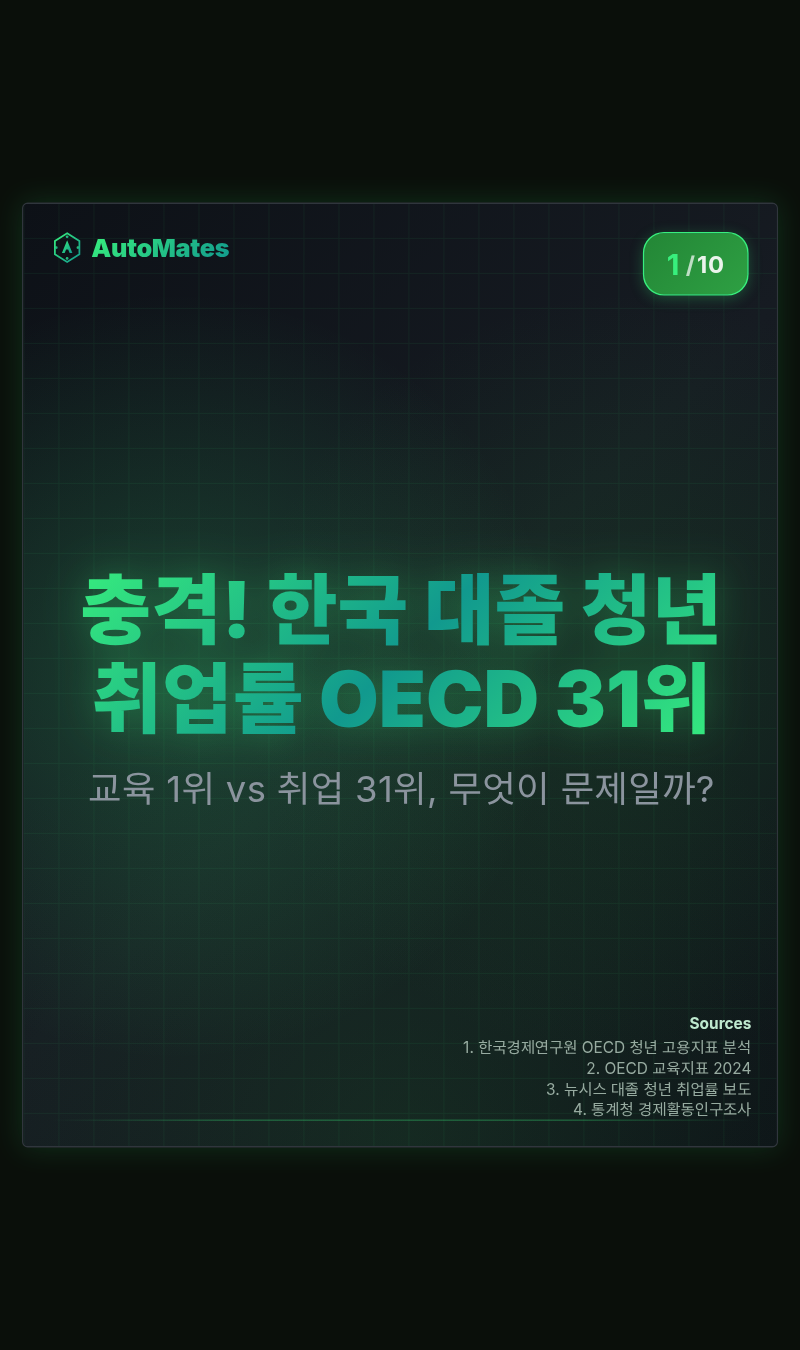 AutoMates
1/10
충격! 한국 대졸 청년
취업률 OECD 31위
교육 1위 vs 취업 31위, 무엇이 문제일까?
Sources
1. 한국경제연구원 OECD 청년 고용지표 분석
2. OECD 교육지표 2024
3. 뉴시스 대졸 청년 취업률 보도
4. 통계청 경제활동인구조사